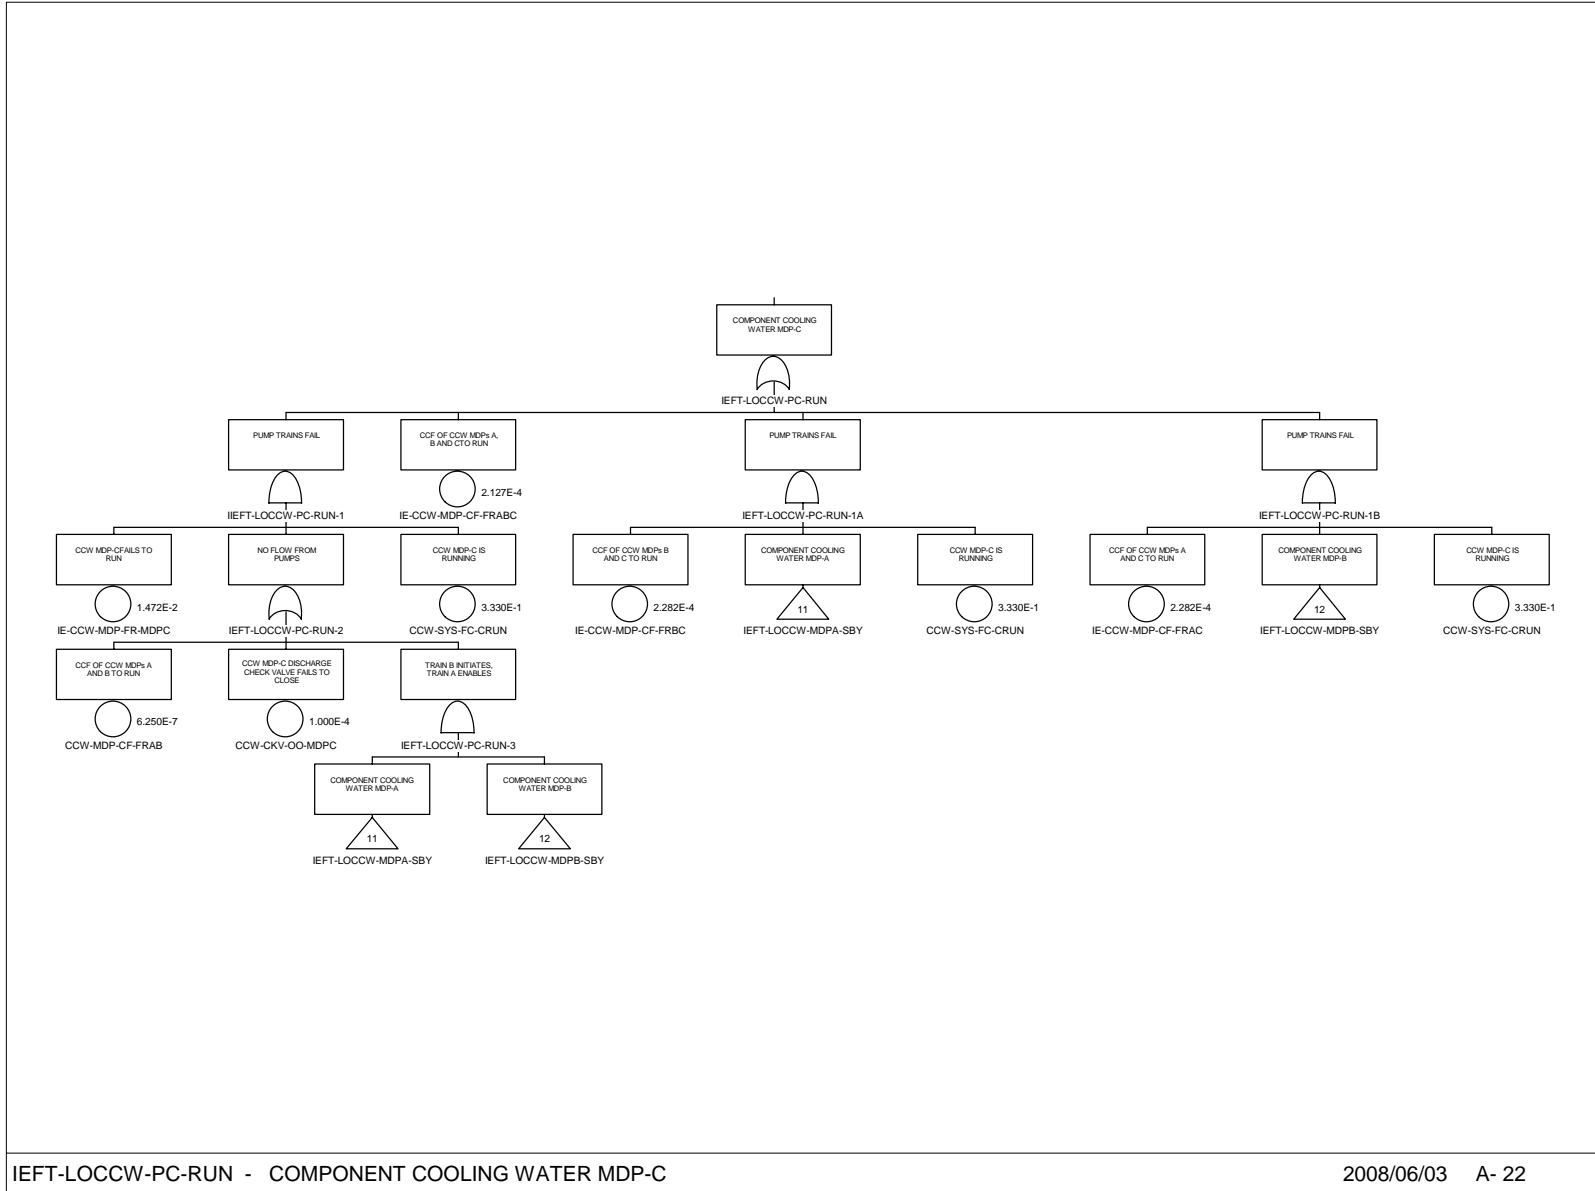 COMPONENT COOLING
WATER MDP-C
IEFT-LOCCW-PC-RUN
PUMP TRAINS FAIL
IIEFT-LOCCW-PC-RUN-1
CCF OF CCW MDPs A,
B AND CTO RUN
2.127E-4
IE-CCW-MDP-CF-FRABC
PUMP TRAINS FAIL
IEFT-LOCCW-PC-RUN-1A
PUMP TRAINS FAIL
IEFT-LOCCW-PC-RUN-1B
CCW MDP-CFAILS TO
RUN
1.472E-2
IE-CCW-MDP-FR-MDPC
NO FLOW FROM
PUMPS
IEFT-LOCCW-PC-RUN-2
CCW MDP-C IS
RUNNING
3.330E-1
CCW-SYS-FC-CRUN
CCF OF CCW MDPs B
AND C TO RUN
2.282E-4
IE-CCW-MDP-CF-FRBC
COMPONENT COOLING
WATER MDP-A
11
IEFT-LOCCW-MDPA-SBY
CCW MDP-C IS
RUNNING
3.330E-1
CCW-SYS-FC-CRUN
CCF OF CCW MDPs A
AND C TO RUN
2.282E-4
IE-CCW-MDP-CF-FRAC
COMPONENT COOLING
WATER MDP-B
12
IEFT-LOCCW-MDPB-SBY
CCW MDP-C IS
RUNNING
3.330E-1
CCW-SYS-FC-CRUN
CCF OF CCW MDPs A
AND B TO RUN
6.250E-7
CCW-MDP-CF-FRAB
CCW MDP-C DISCHARGE
CHECK VALVE FAILS TO
CLOSE
1.000E-4
CCW-CKV-OO-MDPC
TRAIN B INITIATES,
TRAIN A ENABLES
IEFT-LOCCW-PC-RUN-3
COMPONENT COOLING
WATER MDP-A
11
IEFT-LOCCW-MDPA-SBY
COMPONENT COOLING
WATER MDP-B
12
IEFT-LOCCW-MDPB-SBY
IEFT-LOCCW-PC-RUN - COMPONENT COOLING WATER MDP-C
2008/06/03 A- 22